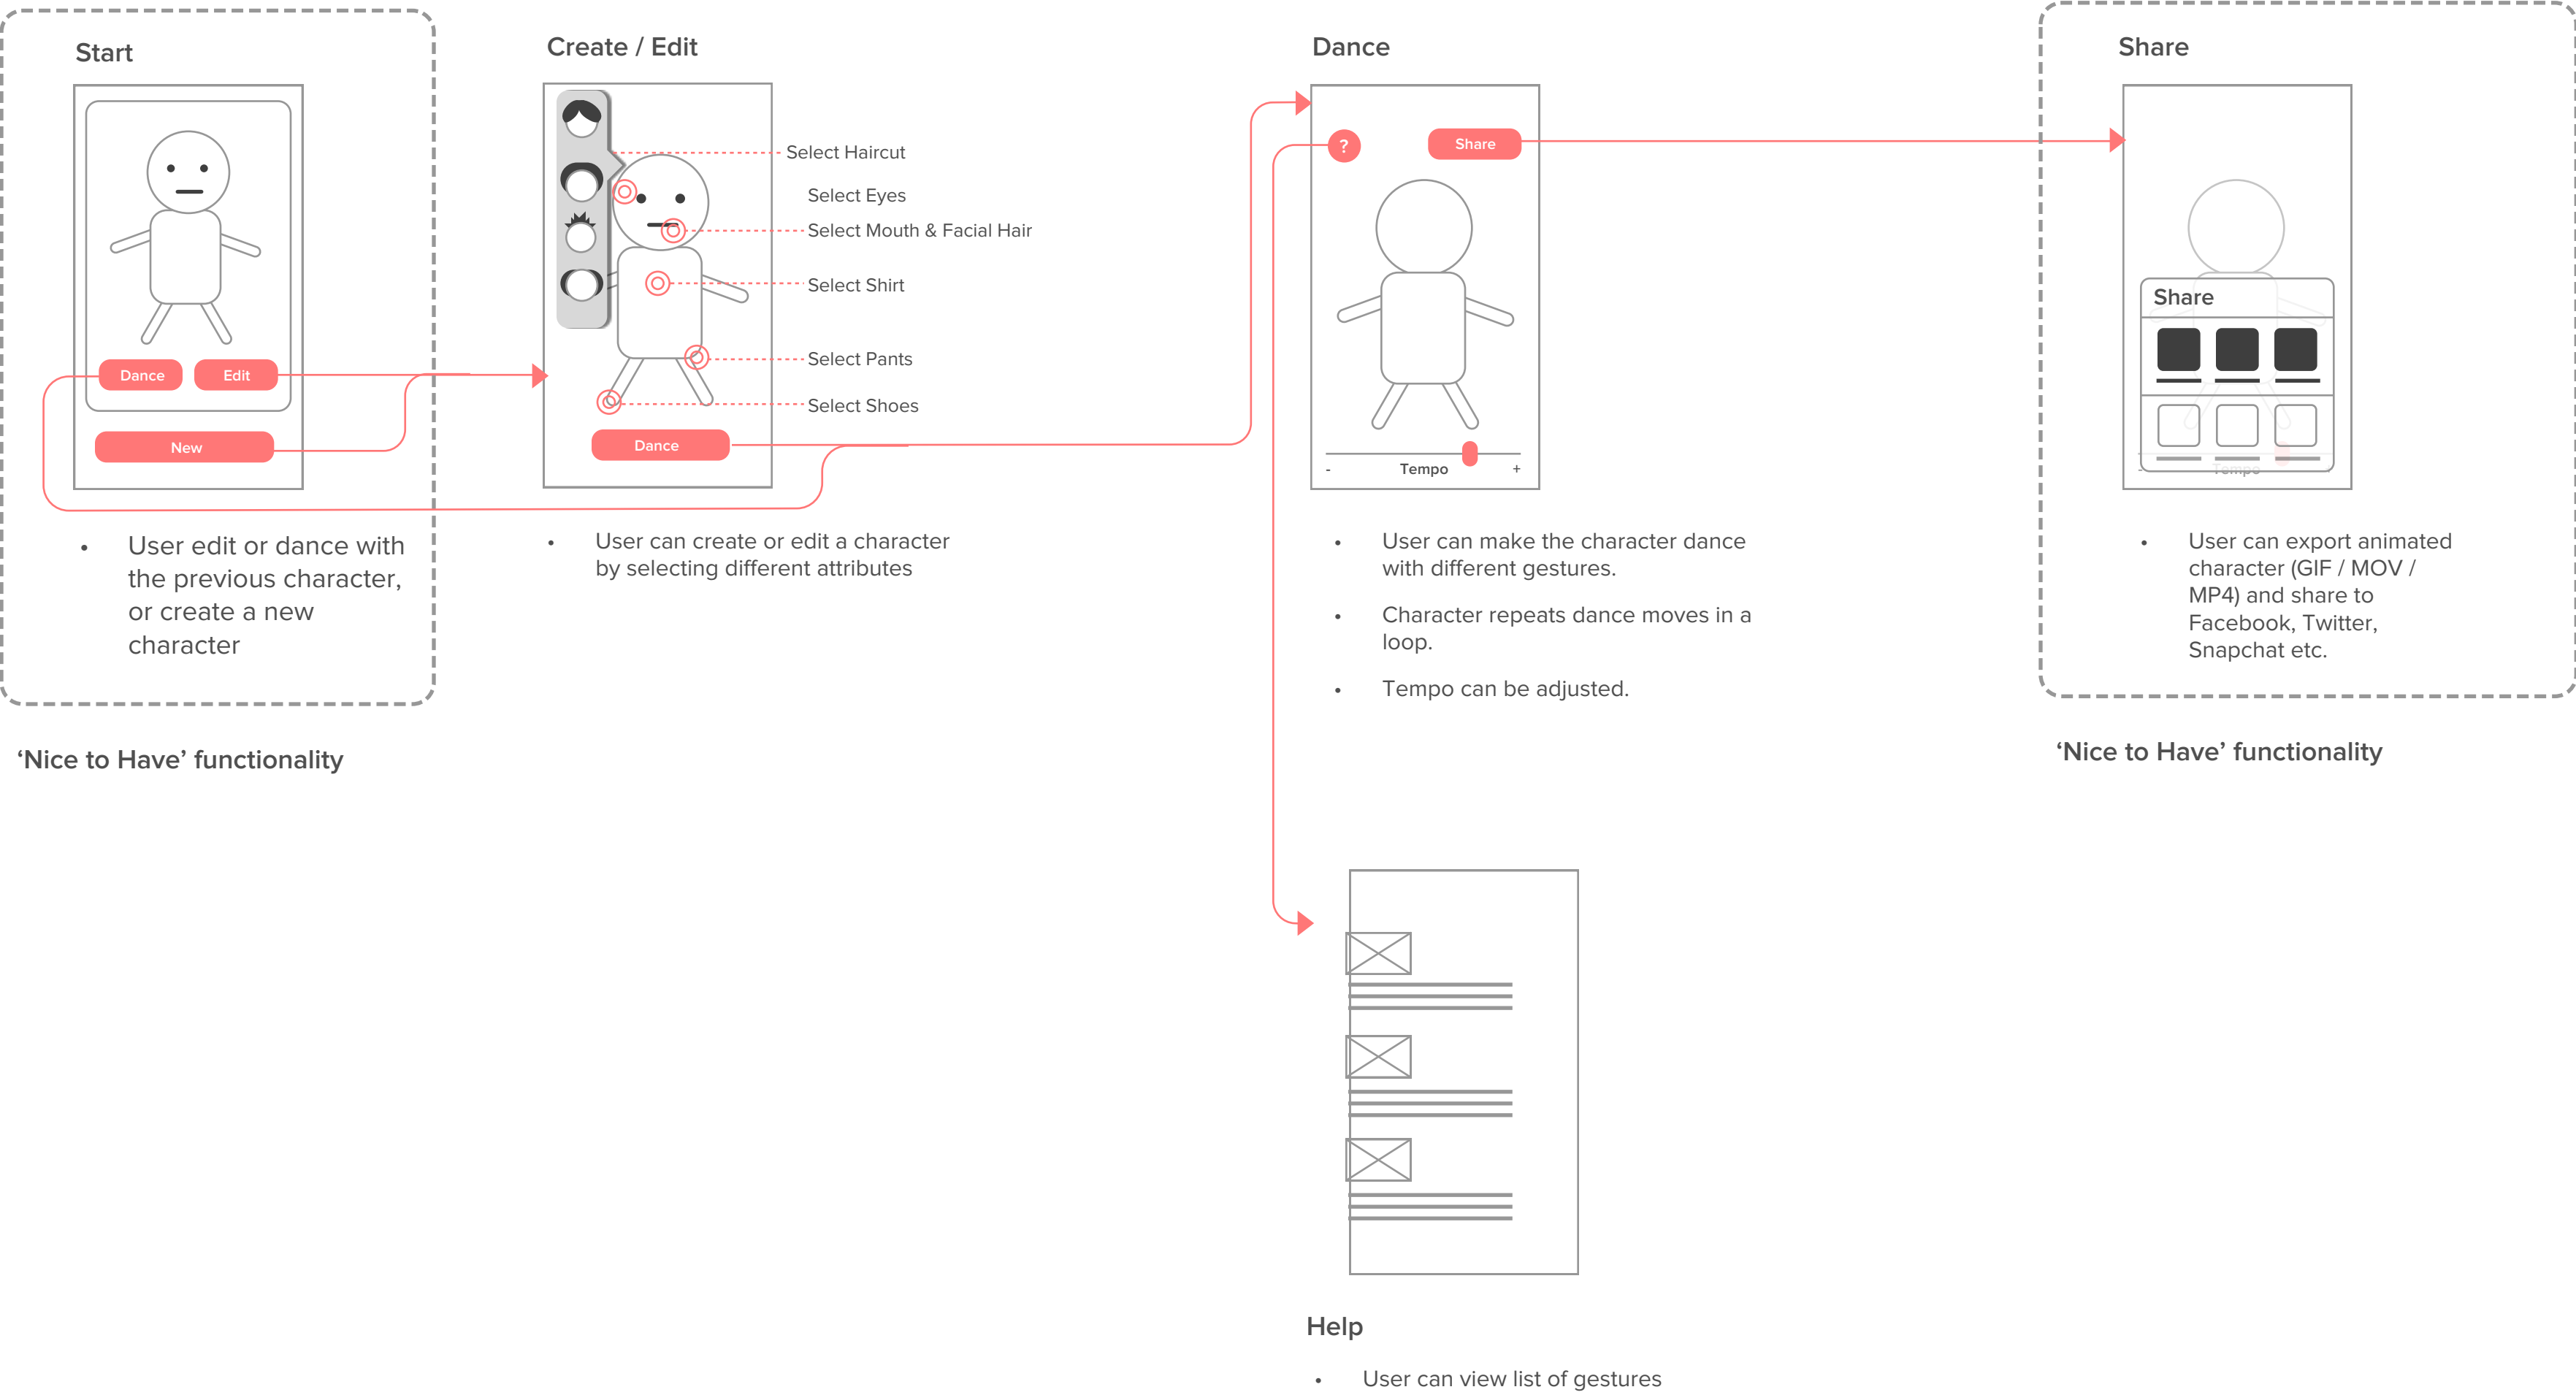 Start
Dance
Edit
New
• User edit or dance with
the previous character,
or create a new
character
‘Nice to Have’ functionality
Create / Edit
Select Haircut
Select Eyes
Select Mouth & Facial Hair
Select Shirt
Select Pants
Select Shoes
Dance
• User can create or edit a character
by selecting different attributes
Dance
?
Share
- Tempo +
• User can make the character dance
with different gestures.
• Character repeats dance moves in a
loop.
• Tempo can be adjusted.
Share
Share
- Tempo +
• User can export animated
character (GIF / MOV /
MP4) and share to
Facebook, Twitter,
Snapchat etc.
‘Nice to Have’ functionality
Help
• User can view list of gestures